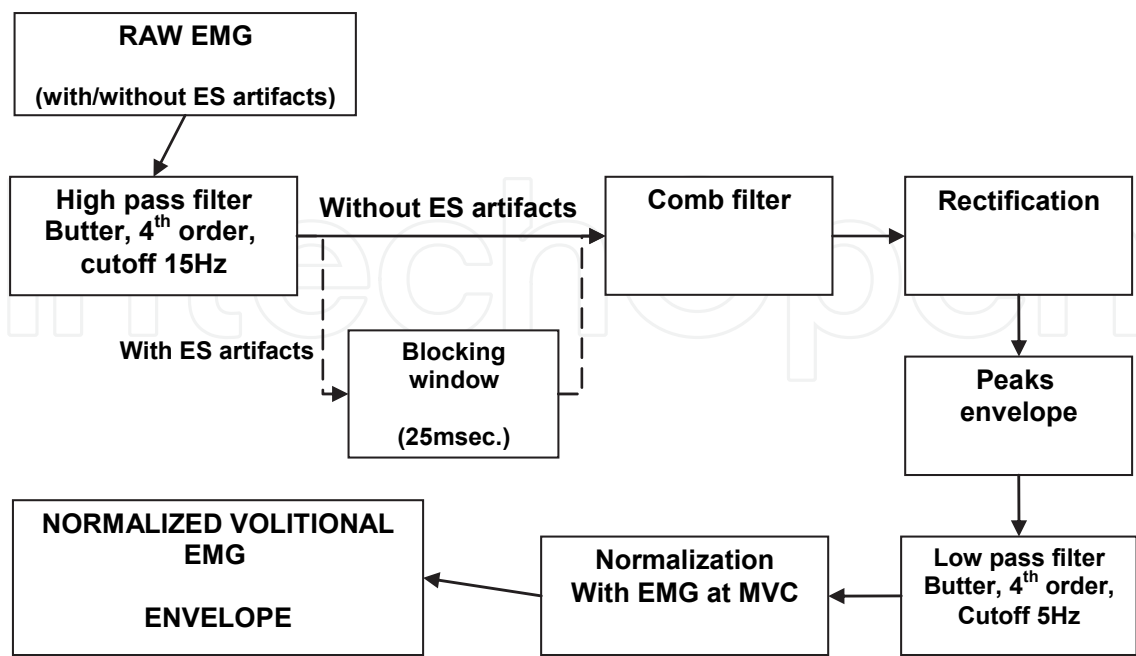 RAW EMG
(with/without ES artifacts)
High pass filter
Butter, 4th order,
cutoff 15Hz
Without ES artifacts
Comb filter
Rectification
With ES artifacts
Blocking
window
(25msec.)
Peaks
envelope
Low pass filter
Butter, 4th order,
Cutoff 5Hz
Normalization
With EMG at MVC
NORMALIZED VOLITIONAL
EMG
ENVELOPE
intechopen